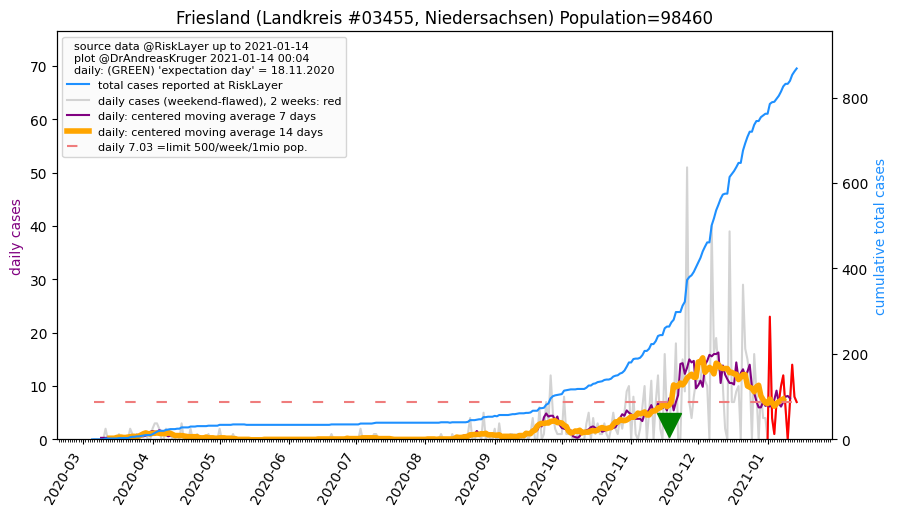 Friesland (Landkreis #03455, Niedersachsen) Population=98460
source data @RiskLayer up to 2021-01-14
plot @DrAndreasKruger 2021-01-14 00:04
daily: (GREEN) 'expectation day' = 18.11.2020
total cases reported at RiskLayer
daily cases (weekend-flawed), 2 weeks: red
daily: centered moving average 7 days
daily: centered moving average 14 days
daily 7.03 =limit 500/week/1mio pop.
daily cases
70
60
50
40
30
20
10
0
cumulative total cases
800
600
400
200
0
2020-03
2020-04
2020-05
2020-06
2020-07
2020-08
2020-09
2020-10
2020-11
2020-12
2021-01